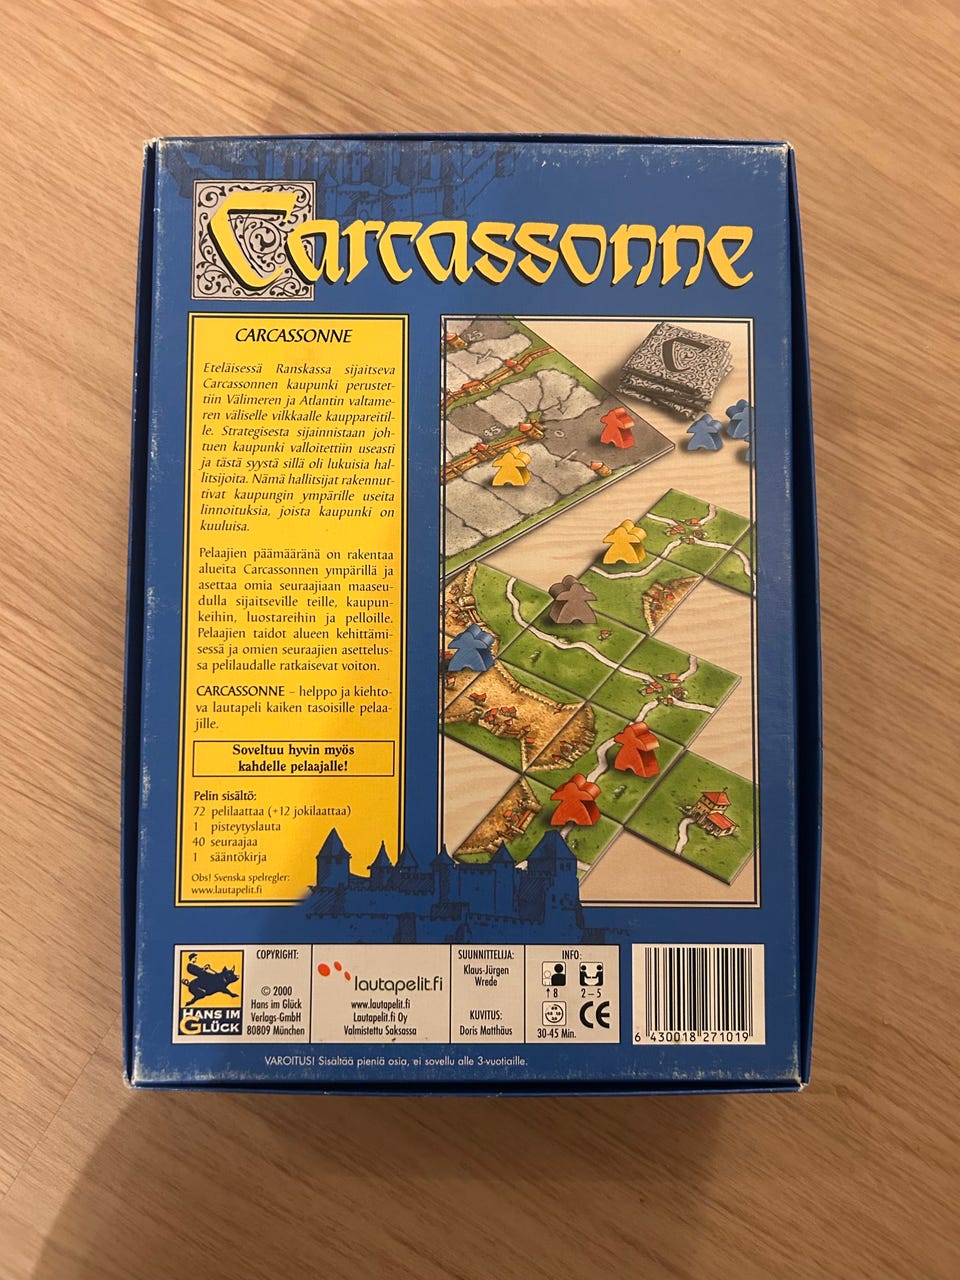 Carcassonne
CARCASSONNE
Eteläisessä Ranskassa sijaitseva
Carcassonnen kaupunki perustet-
tiin Välimeren ja Atlantin valtame-
ren väliselle vilkkaalle kauppareitil-
le. Strategisesta sijainnistaan joh-
tuen kaupunki valloitettiin useasti
ja tästä syystä sillä oli lukuisia hal-
litsijoita. Nämä hallitsijat rakennut-
tivat kaupungin ympärille useita
linnoituksia, joista kaupunki on
kuuluisa.
Pelaajien päämääränä on rakentaa
alueita Carcassonnen ympärillä ja
asettaa omia seuraajiaan maaseu-
dulla sijaitseville teille, kaupun-
keihin, luostareihin ja pelloille.
Pelaajien taidot alueen kehittämi-
sessä ja omien seuraajien asettelus-
sa pelilaudalle ratkaisevat voiton.
CARCASSONNE – helppo ja kiehto-
va lautapeli kaiken tasoisille pelaa-
jille.
Soveltuu hyvin myös
kahdelle pelaajalle!
Pelin sisältö:
72 pelilaattaa (+12 jokilaattaa)
1 pisteytyslauta
40 seuraajaa
1 sääntökirja
Obs! Svenska spelregler:
www.lautapelit.fi
45
0
C
HANS IM
GLÜCK
COPYRIGHT:
© 2000
Hans im Glück
Verlags-GmbH
80809 München
lautapelit.fi
www.lautapelit.fi
Lautapelit.fi Oy
Valmistettu Saksassa
SUUNNITTELIJA:
Klaus-Jürgen
Wrede
KUVITUS:
Doris Matthäus
INFO:
↑8
2–5
30-45 Min.
CE
6 430018 271019
VAROITUS! Sisältää pieniä osia, ei sovellu alle 3-vuotiaille.